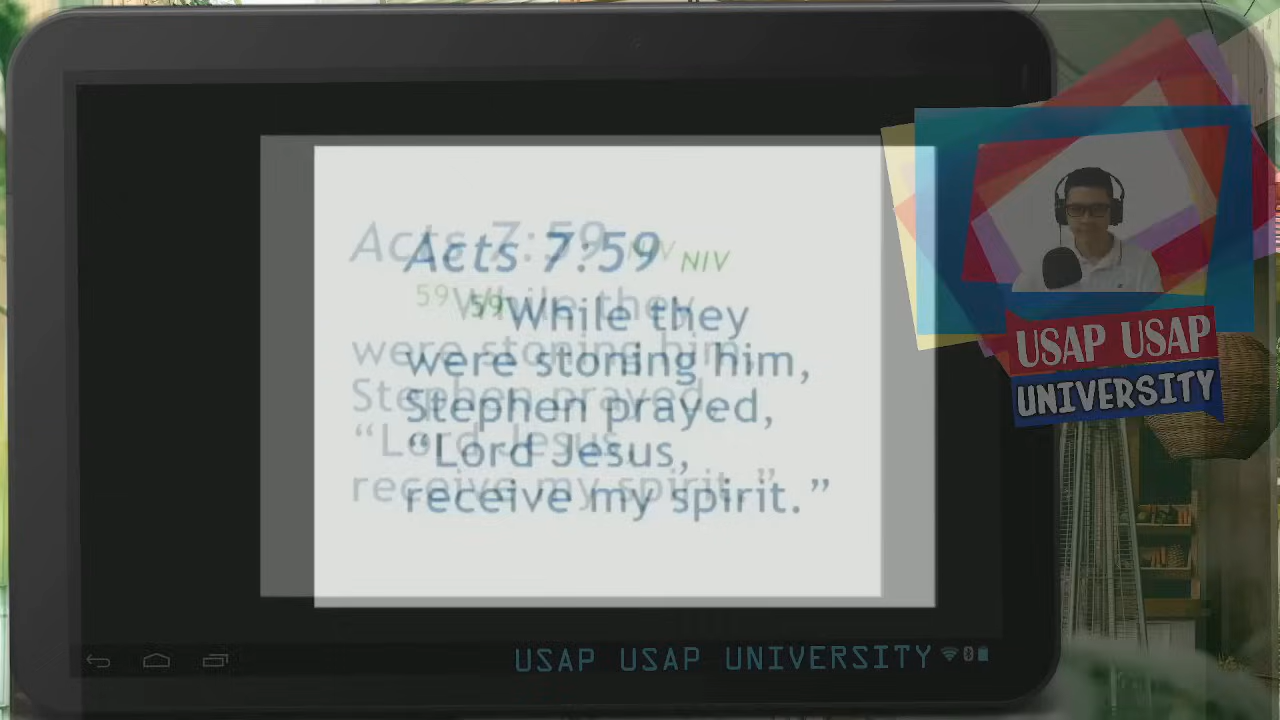 Acts 7:59 NIV
59 While they
were stoning him,
Stephen prayed,
“Lord Jesus,
receive my spirit.”
USAP USAP
UNIVERSITY
USAP USAP UNIVERSITY